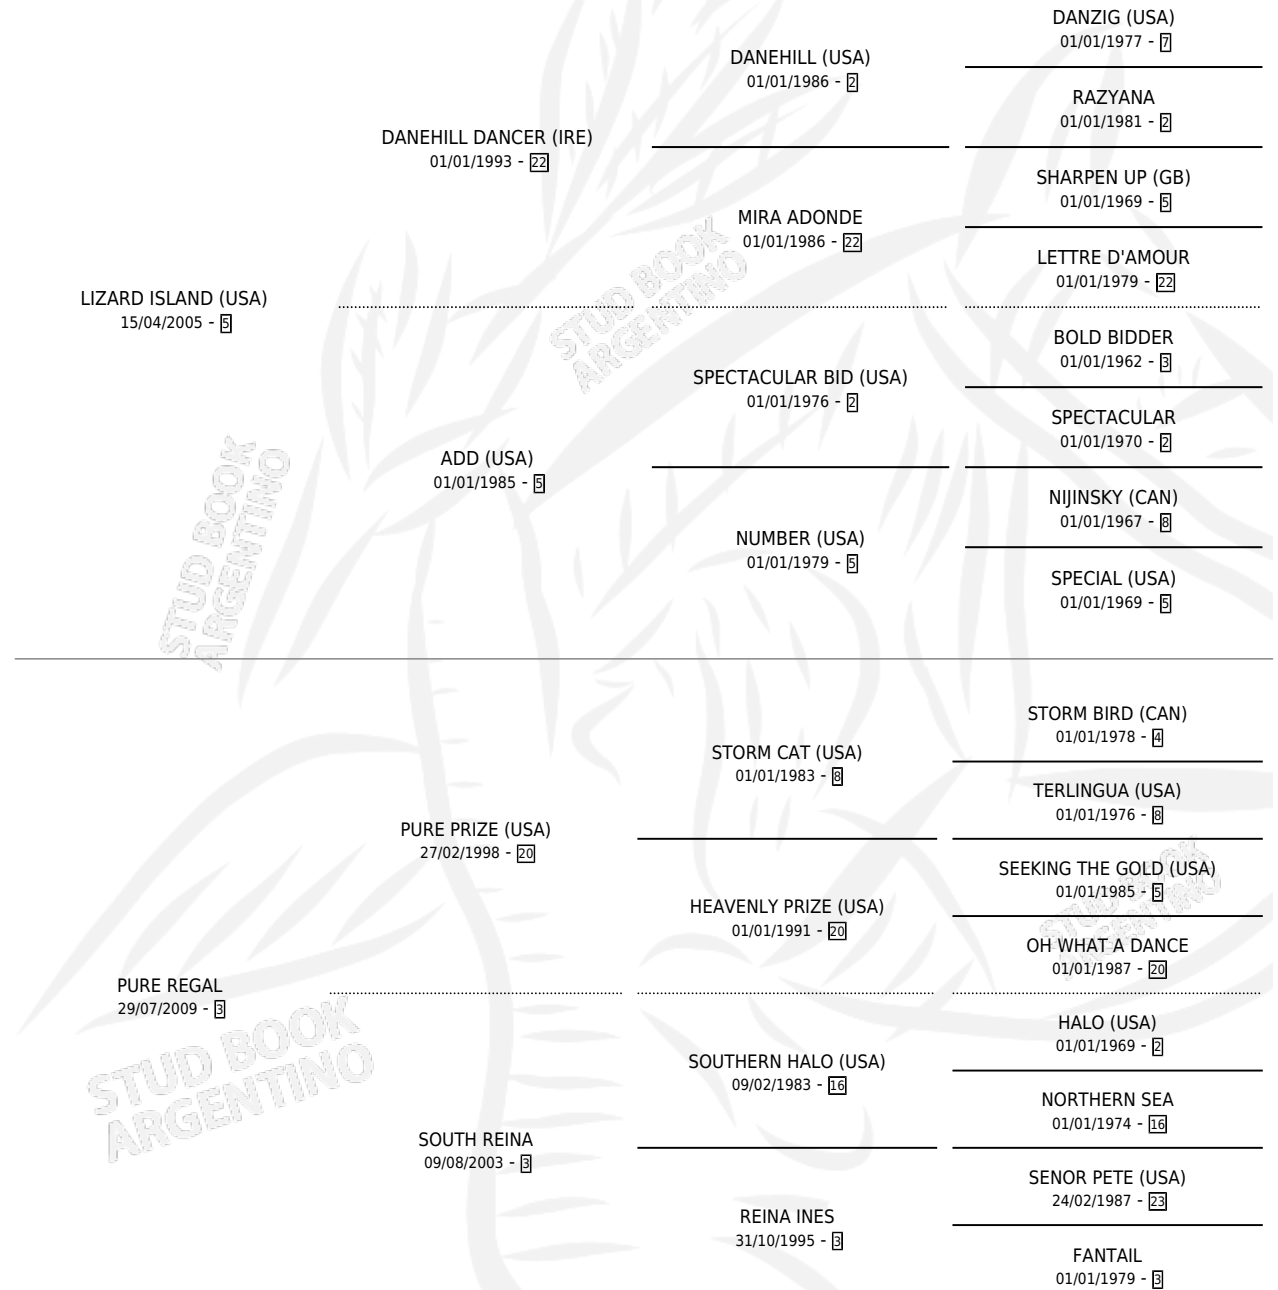 DANZIG (USA)
01/01/1977 - 7
DANEHILL (USA)
01/01/1986 - 2
RAZYANA
01/01/1981 - 2
DANEHILL DANCER (IRE)
01/01/1993 - 22
SHARPEN UP (GB)
01/01/1969 - 5
MIRA ADONDE
01/01/1986 - 22
LETTRE D'AMOUR
01/01/1979 - 22
LIZARD ISLAND (USA)
15/04/2005 - 5
BOLD BIDDER
01/01/1962 - 3
SPECTACULAR BID (USA)
01/01/1976 - 2
SPECTACULAR
01/01/1970 - 2
ADD (USA)
01/01/1985 - 5
NIJINSKY (CAN)
01/01/1967 - 8
NUMBER (USA)
01/01/1979 - 5
SPECIAL (USA)
01/01/1969 - 5
STORM BIRD (CAN)
01/01/1978 - 4
STORM CAT (USA)
01/01/1983 - 8
TERLINGUA (USA)
01/01/1976 - 8
PURE PRIZE (USA)
27/02/1998 - 20
SEEKING THE GOLD (USA)
01/01/1985 - 5
HEAVENLY PRIZE (USA)
01/01/1991 - 20
OH WHAT A DANCE
01/01/1987 - 20
PURE REGAL
29/07/2009 - 3
HALO (USA)
01/01/1969 - 2
SOUTHERN HALO (USA)
09/02/1983 - 16
NORTHERN SEA
01/01/1974 - 16
SOUTH REINA
09/08/2003 - 3
SENOR PETE (USA)
24/02/1987 - 23
REINA INES
31/10/1995 - 3
FANTAIL
01/01/1979 - 3
STUD BOOK
ARGENTINO
STUD BOOK
ARGENTINO
STUD BOOK
ARGENTINO
STUD BOOK
ARGENTINO